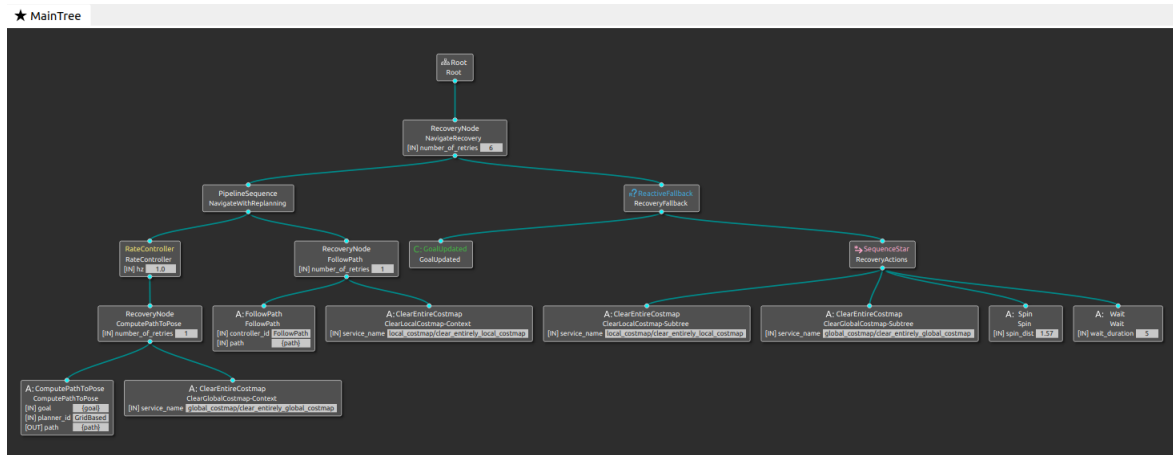 ★ MainTree
Root
Root
RecoveryNode
NavigateRecovery
[IN] number_of_retries 6
PipelineSequence
NavigateWithReplanning
ReactiveFallback
RecoveryFallback
RateController
RateController
[IN] hz 1.0
RecoveryNode
FollowPath
[IN] number_of_retries 1
C: GoalUpdated
GoalUpdated
SequenceStar
RecoveryActions
RecoveryNode
ComputePathToPose
[IN] number_of_retries 1
A: FollowPath
FollowPath
[IN] controller_id FollowPath
[IN] path {path}
A: ClearEntireCostmap
ClearLocalCostmap-Context
[IN] service_name local_costmap/clear_entirely_local_costmap
A: ClearEntireCostmap
ClearLocalCostmap-Subtree
[IN] service_name local_costmap/clear_entirely_local_costmap
A: ClearEntireCostmap
ClearGlobalCostmap-Subtree
[IN] service_name global_costmap/clear_entirely_global_costmap
A: Spin
Spin
[IN] spin_dist 1.57
A: Wait
Wait
[IN] wait_duration 5
A: ComputePathToPose
ComputePathToPose
[IN] goal {goal}
[IN] planner_id GridBased
[OUT] path {path}
A: ClearEntireCostmap
ClearGlobalCostmap-Context
[IN] service_name global_costmap/clear_entirely_global_costmap